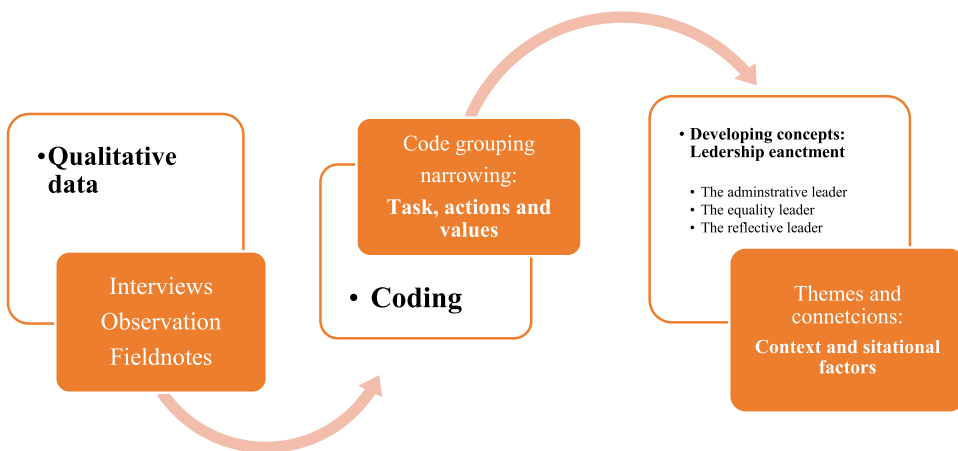 •Qualitative
data
Interviews
Observation
Fieldnotes
Code grouping
narrowing:
Task, actions and
values
• Coding
• Developing concepts:
Ledership eanctment
• The adminstrative leader
• The equality leader
• The reflective leader
Themes and
connetcions:
Context and sitational
factors